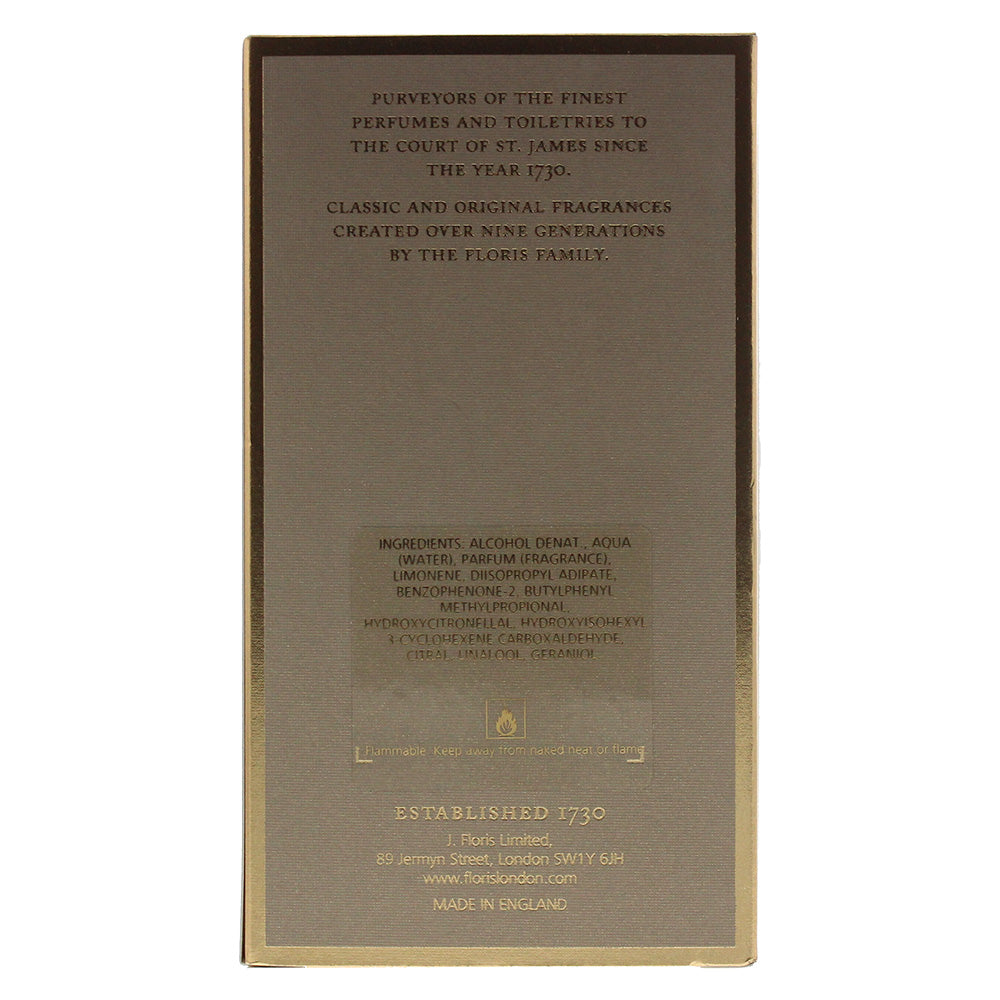 PURVEYORS OF THE FINEST
PERFUMES AND TOILETRIES TO
THE COURT OF ST. JAMES SINCE
THE YEAR 1730.
CLASSIC AND ORIGINAL FRAGRANCES
CREATED OVER NINE GENERATIONS
BY THE FLORIS FAMILY.
INGREDIENTS: ALCOHOL DENAT., AQUA
(WATER), PARFUM (FRAGRANCE),
LIMONENE, DIISOPROPYL ADIPATE,
BENZOPHENONE-2, BUTYLPHENYL
METHYLPROPIONAL,
HYDROXYCITRONELLAL, HYDROXYISOHEXYL
3-CYCLOHEXENE CARBOXALDEHYDE,
CITRAL, LINALOOL, GERANIOL
Flammable. Keep away from naked heat or flame
ESTABLISHED 1730
J. Floris Limited,
89 Jermyn Street, London SW1Y 6JH
www.florislondon.com
MADE IN ENGLAND